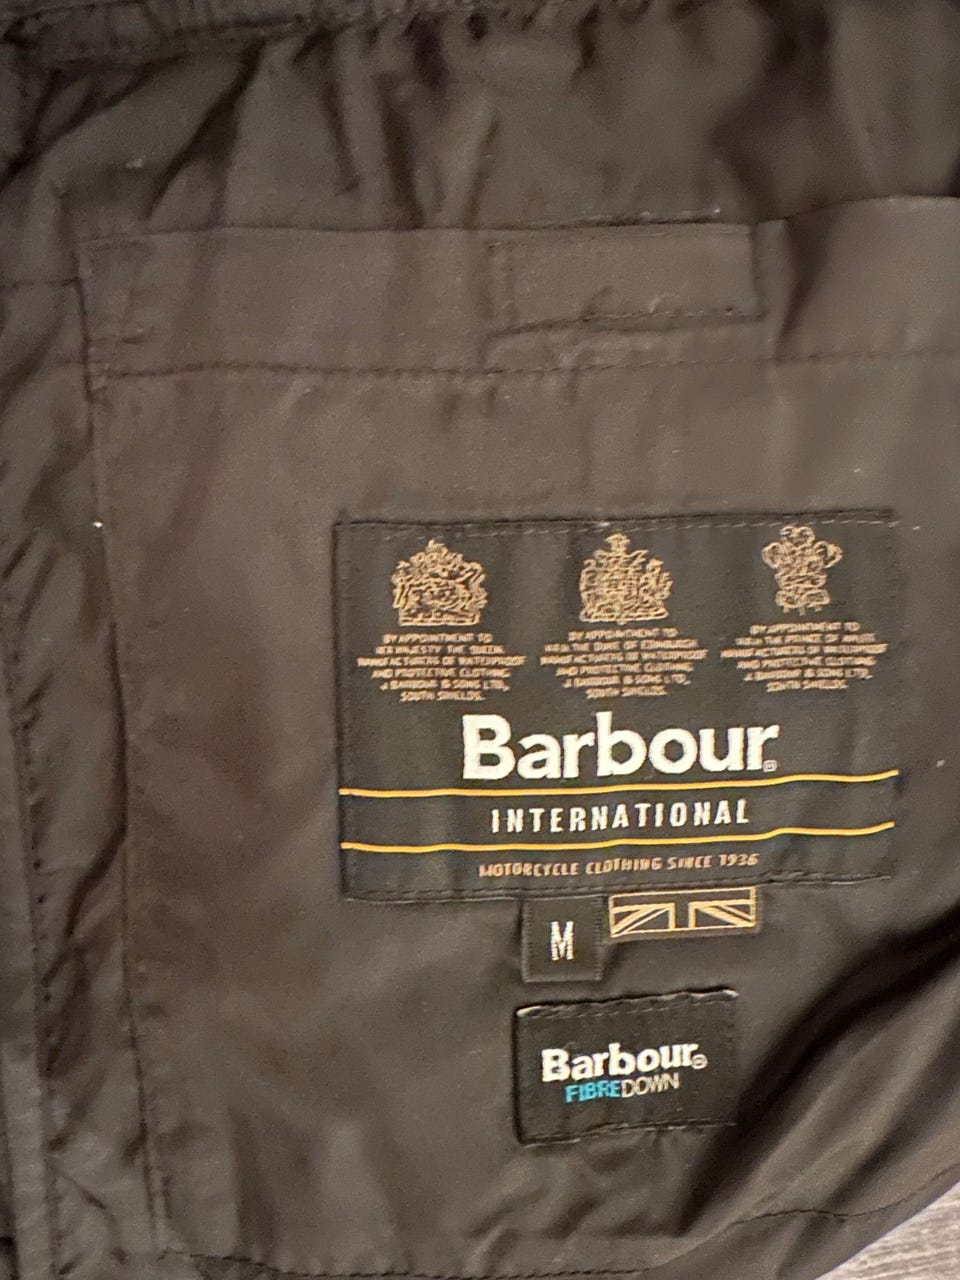 BY APPOINTMENT TO
HER MAJESTY THE QUEEN
MANUFACTURERS OF WATERPROOF
AND PROTECTIVE CLOTHING
J. BARBOUR & SONS LTD,
SOUTH SHIELDS.
BY APPOINTMENT TO
H.R.H. THE DUKE OF EDINBURGH
MANUFACTURERS OF WATERPROOF
AND PROTECTIVE CLOTHING
J. BARBOUR & SONS LTD,
SOUTH SHIELDS.
BY APPOINTMENT TO
H.R.H. THE PRINCE OF WALES
MANUFACTURERS OF WATERPROOF
AND PROTECTIVE CLOTHING
J. BARBOUR & SONS LTD,
SOUTH SHIELDS.
Barbour®
INTERNATIONAL
MOTORCYCLE CLOTHING SINCE 1936
M
Barbour®
FIBREDOWN